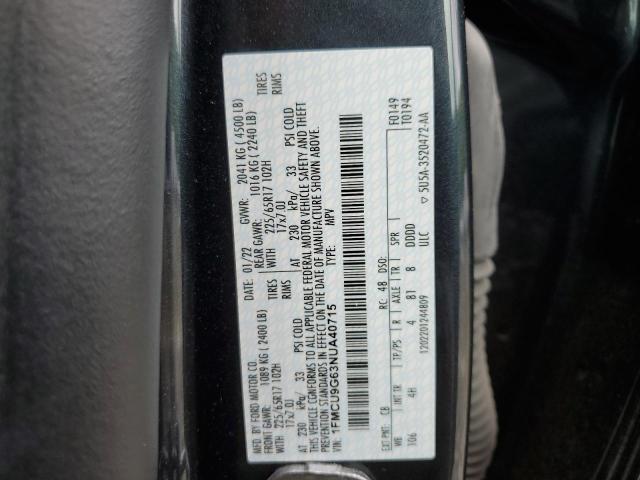 MFD. BY FORD MOTOR CO.
DATE: 01/22 GVWR: 2041 KG ( 4500 LB)
FRONT GAWR: 1089 KG ( 2400 LB) REAR GAWR: 1016 KG ( 2240 LB)
WITH 225/65R17 102H TIRES WITH 225/65R17 102H TIRES
17x7.0J RIMS 17x7.0J RIMS
AT 230 kPa/ 33 PSI COLD AT 230 kPa/ 33 PSI COLD
THIS VEHICLE CONFORMS TO ALL APPLICABLE FEDERAL MOTOR VEHICLE SAFETY AND THEFT
PREVENTION STANDARDS IN EFFECT ON THE DATE OF MANUFACTURE SHOWN ABOVE.
VIN: 1FMCU9G63NUA40715 TYPE: MPV
F0149
T0194
EXT PNT: CB RC: 48 DSO:
WB INT TR TP/PS R AXLE TR SPR
106 4H 4 81 8 DDDD
ULC 5U5A-3520472-AA
1202201244809